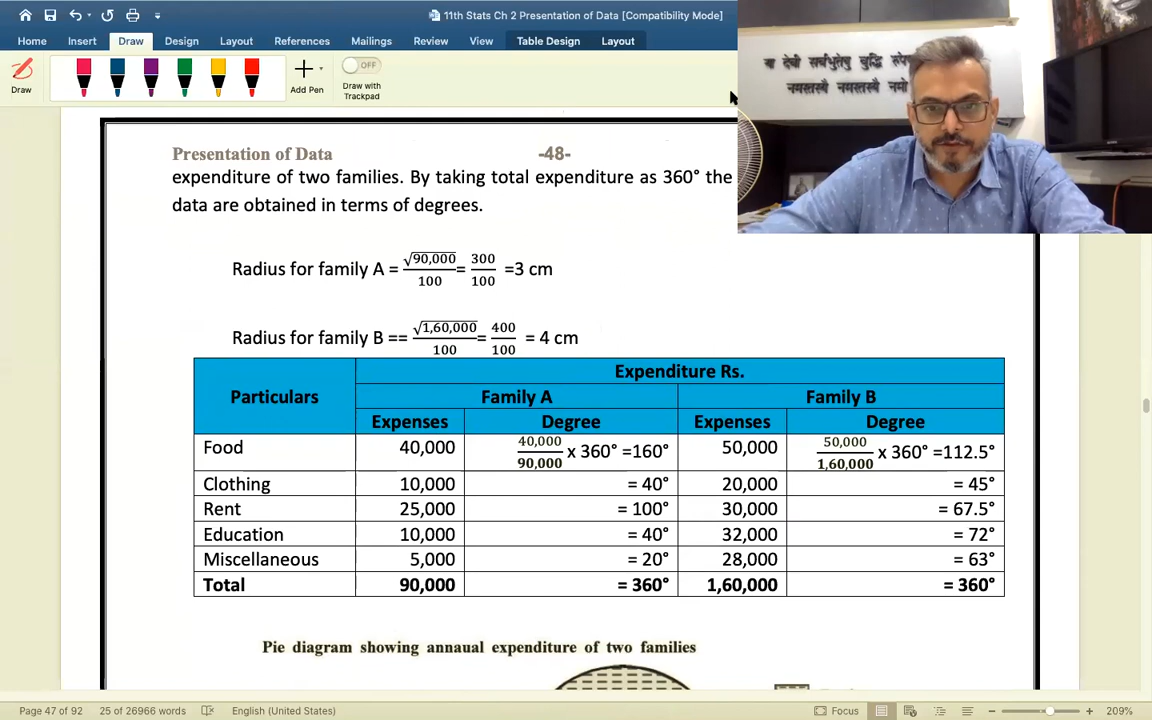 11th Stats Ch 2 Presentation of Data [Compatibility Mode]
Home Insert Draw Design Layout References Mailings Review View Table Design Layout
Draw
Add Pen
OFF
Draw with
Trackpad
या देवी सर्वभूतेषु बुद्धि रुपे
नमस्तस्यै नमस्तस्यै नमो
Presentation of Data -48-
expenditure of two families. By taking total expenditure as 360° the
data are obtained in terms of degrees.
Radius for family A = √90,000/100 = 300/100 =3 cm
Radius for family B == √1,60,000/100 = 400/100 = 4 cm
Particulars Expenditure Rs.
Family A Family B
Expenses Degree Expenses Degree
Food 40,000 40,000/90,000 x 360° =160° 50,000 50,000/1,60,000 x 360° =112.5°
Clothing 10,000 = 40° 20,000 = 45°
Rent 25,000 = 100° 30,000 = 67.5°
Education 10,000 = 40° 32,000 = 72°
Miscellaneous 5,000 = 20° 28,000 = 63°
Total 90,000 = 360° 1,60,000 = 360°
Pie diagram showing annaual expenditure of two families
Page 47 of 92 25 of 26966 words English (United States) Focus 209%